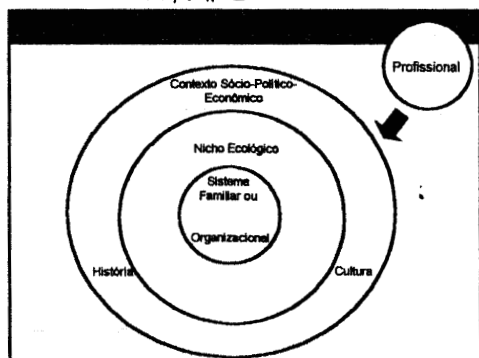 Profissional
Contexto Sócio-Político-
Econômico
Nicho Ecológico
Sistema
Familiar ou
Organizacional
História
Cultura